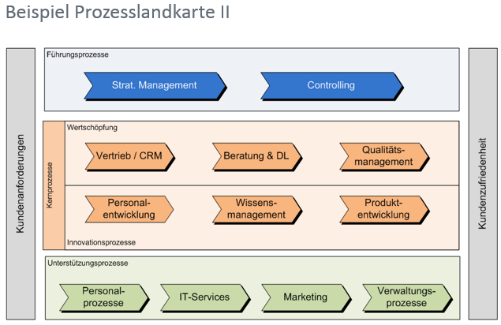 Beispiel Prozesslandkarte II
Führungsprozesse
Strat. Management
Controlling
Kundenanforderungen
Kernprozesse
Wertschöpfung
Vertrieb / CRM
Beratung & DL
Qualitäts-
management
Personal-
entwicklung
Wissens-
management
Produkt-
entwicklung
Innovationsprozesse
Unterstützungsprozesse
Personal-
prozesse
IT-Services
Marketing
Verwaltungs-
prozesse
Kundenzufriedenheit